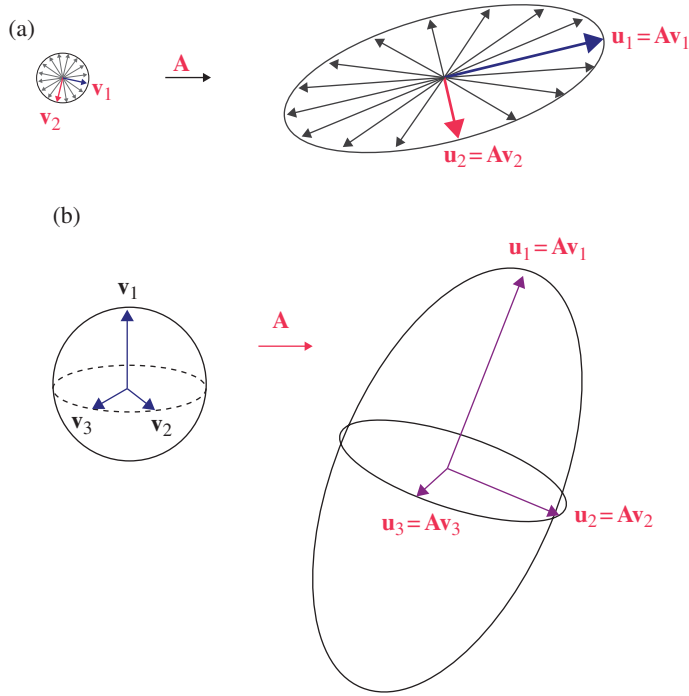 (a)
A
u₁ = Av₁
v₁
v₂
u₂ = Av₂
(b)
u₁ = Av₁
v₁
A
v₃
v₂
u₃ = Av₃
u₂ = Av₂